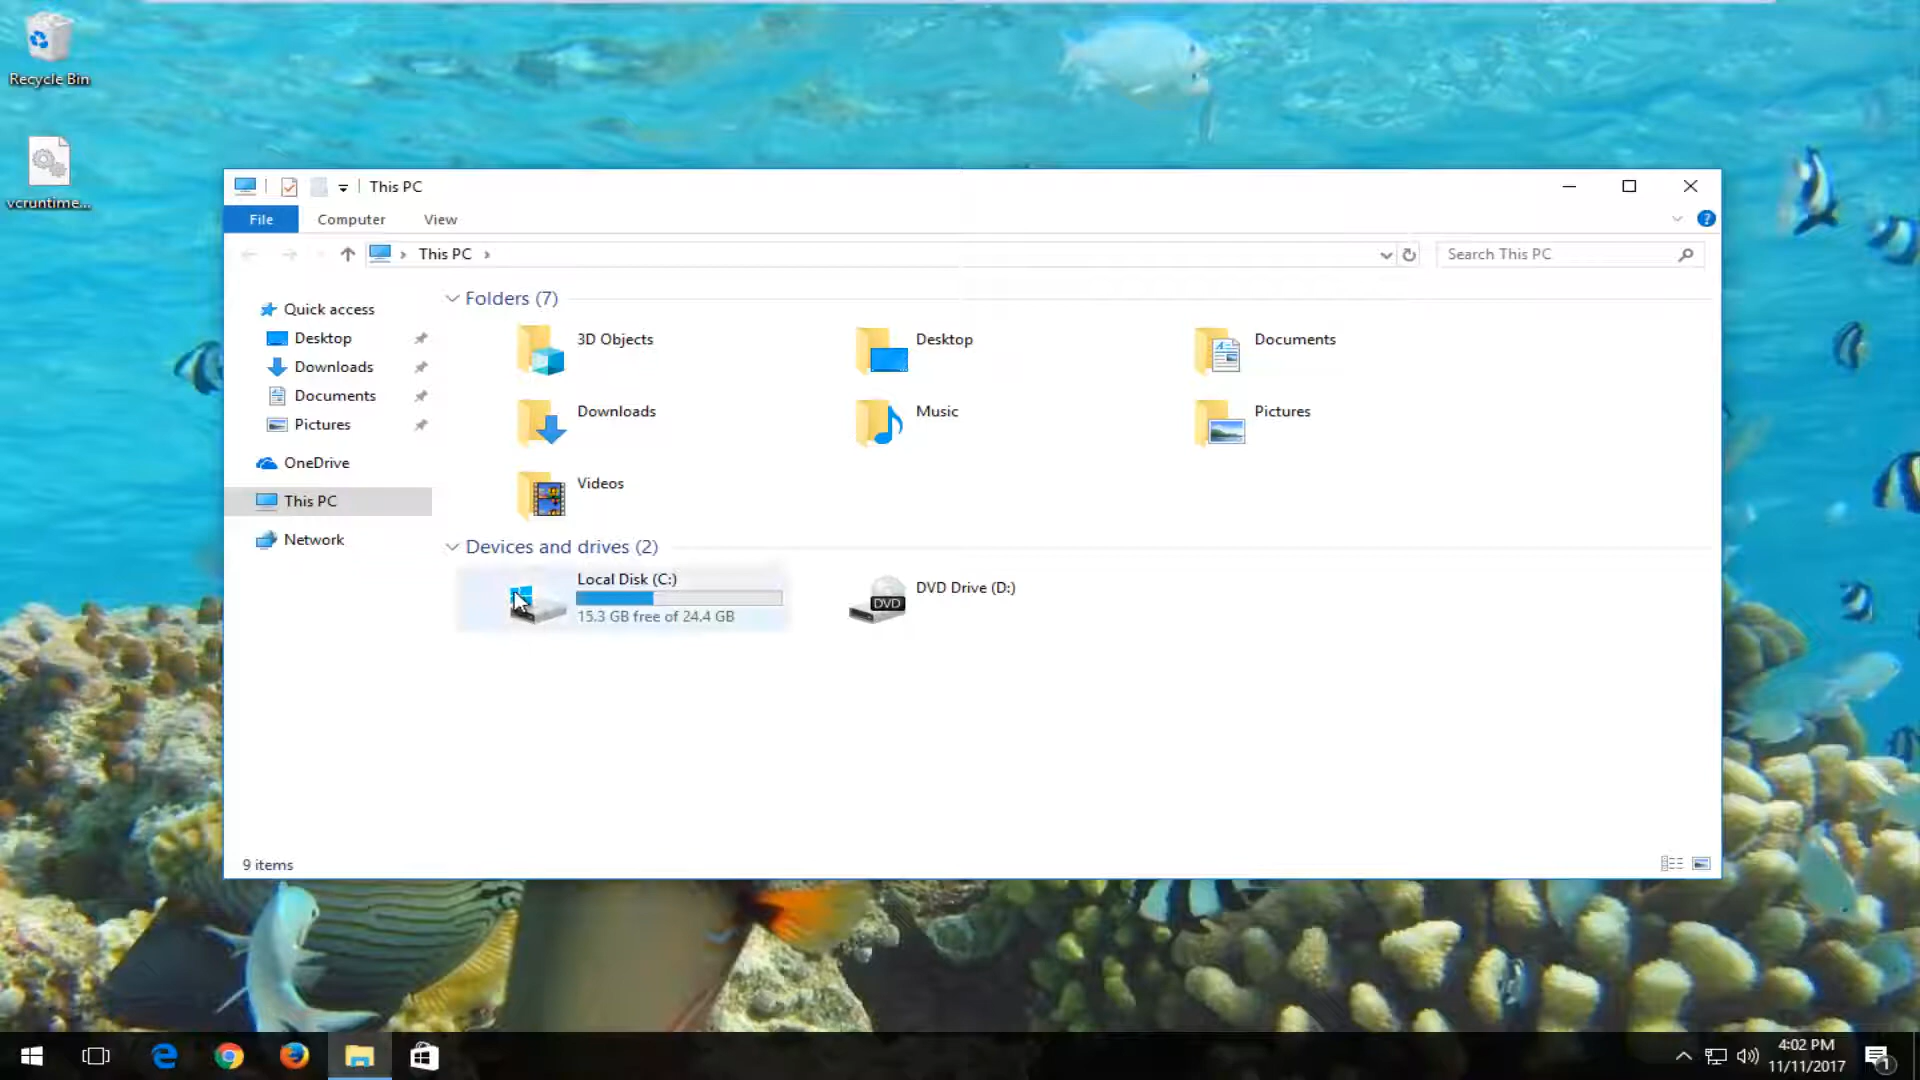 Recycle Bin
vcruntime...
This PC
File
Computer
View
?
This PC
Search This PC
Quick access
Desktop
Downloads
Documents
Pictures
OneDrive
This PC
Network
Folders (7)
3D Objects
Desktop
Documents
Downloads
Music
Pictures
Videos
Devices and drives (2)
Local Disk (C:)
15.3 GB free of 24.4 GB
DVD
DVD Drive (D:)
9 items
4:02 PM
11/11/2017
1